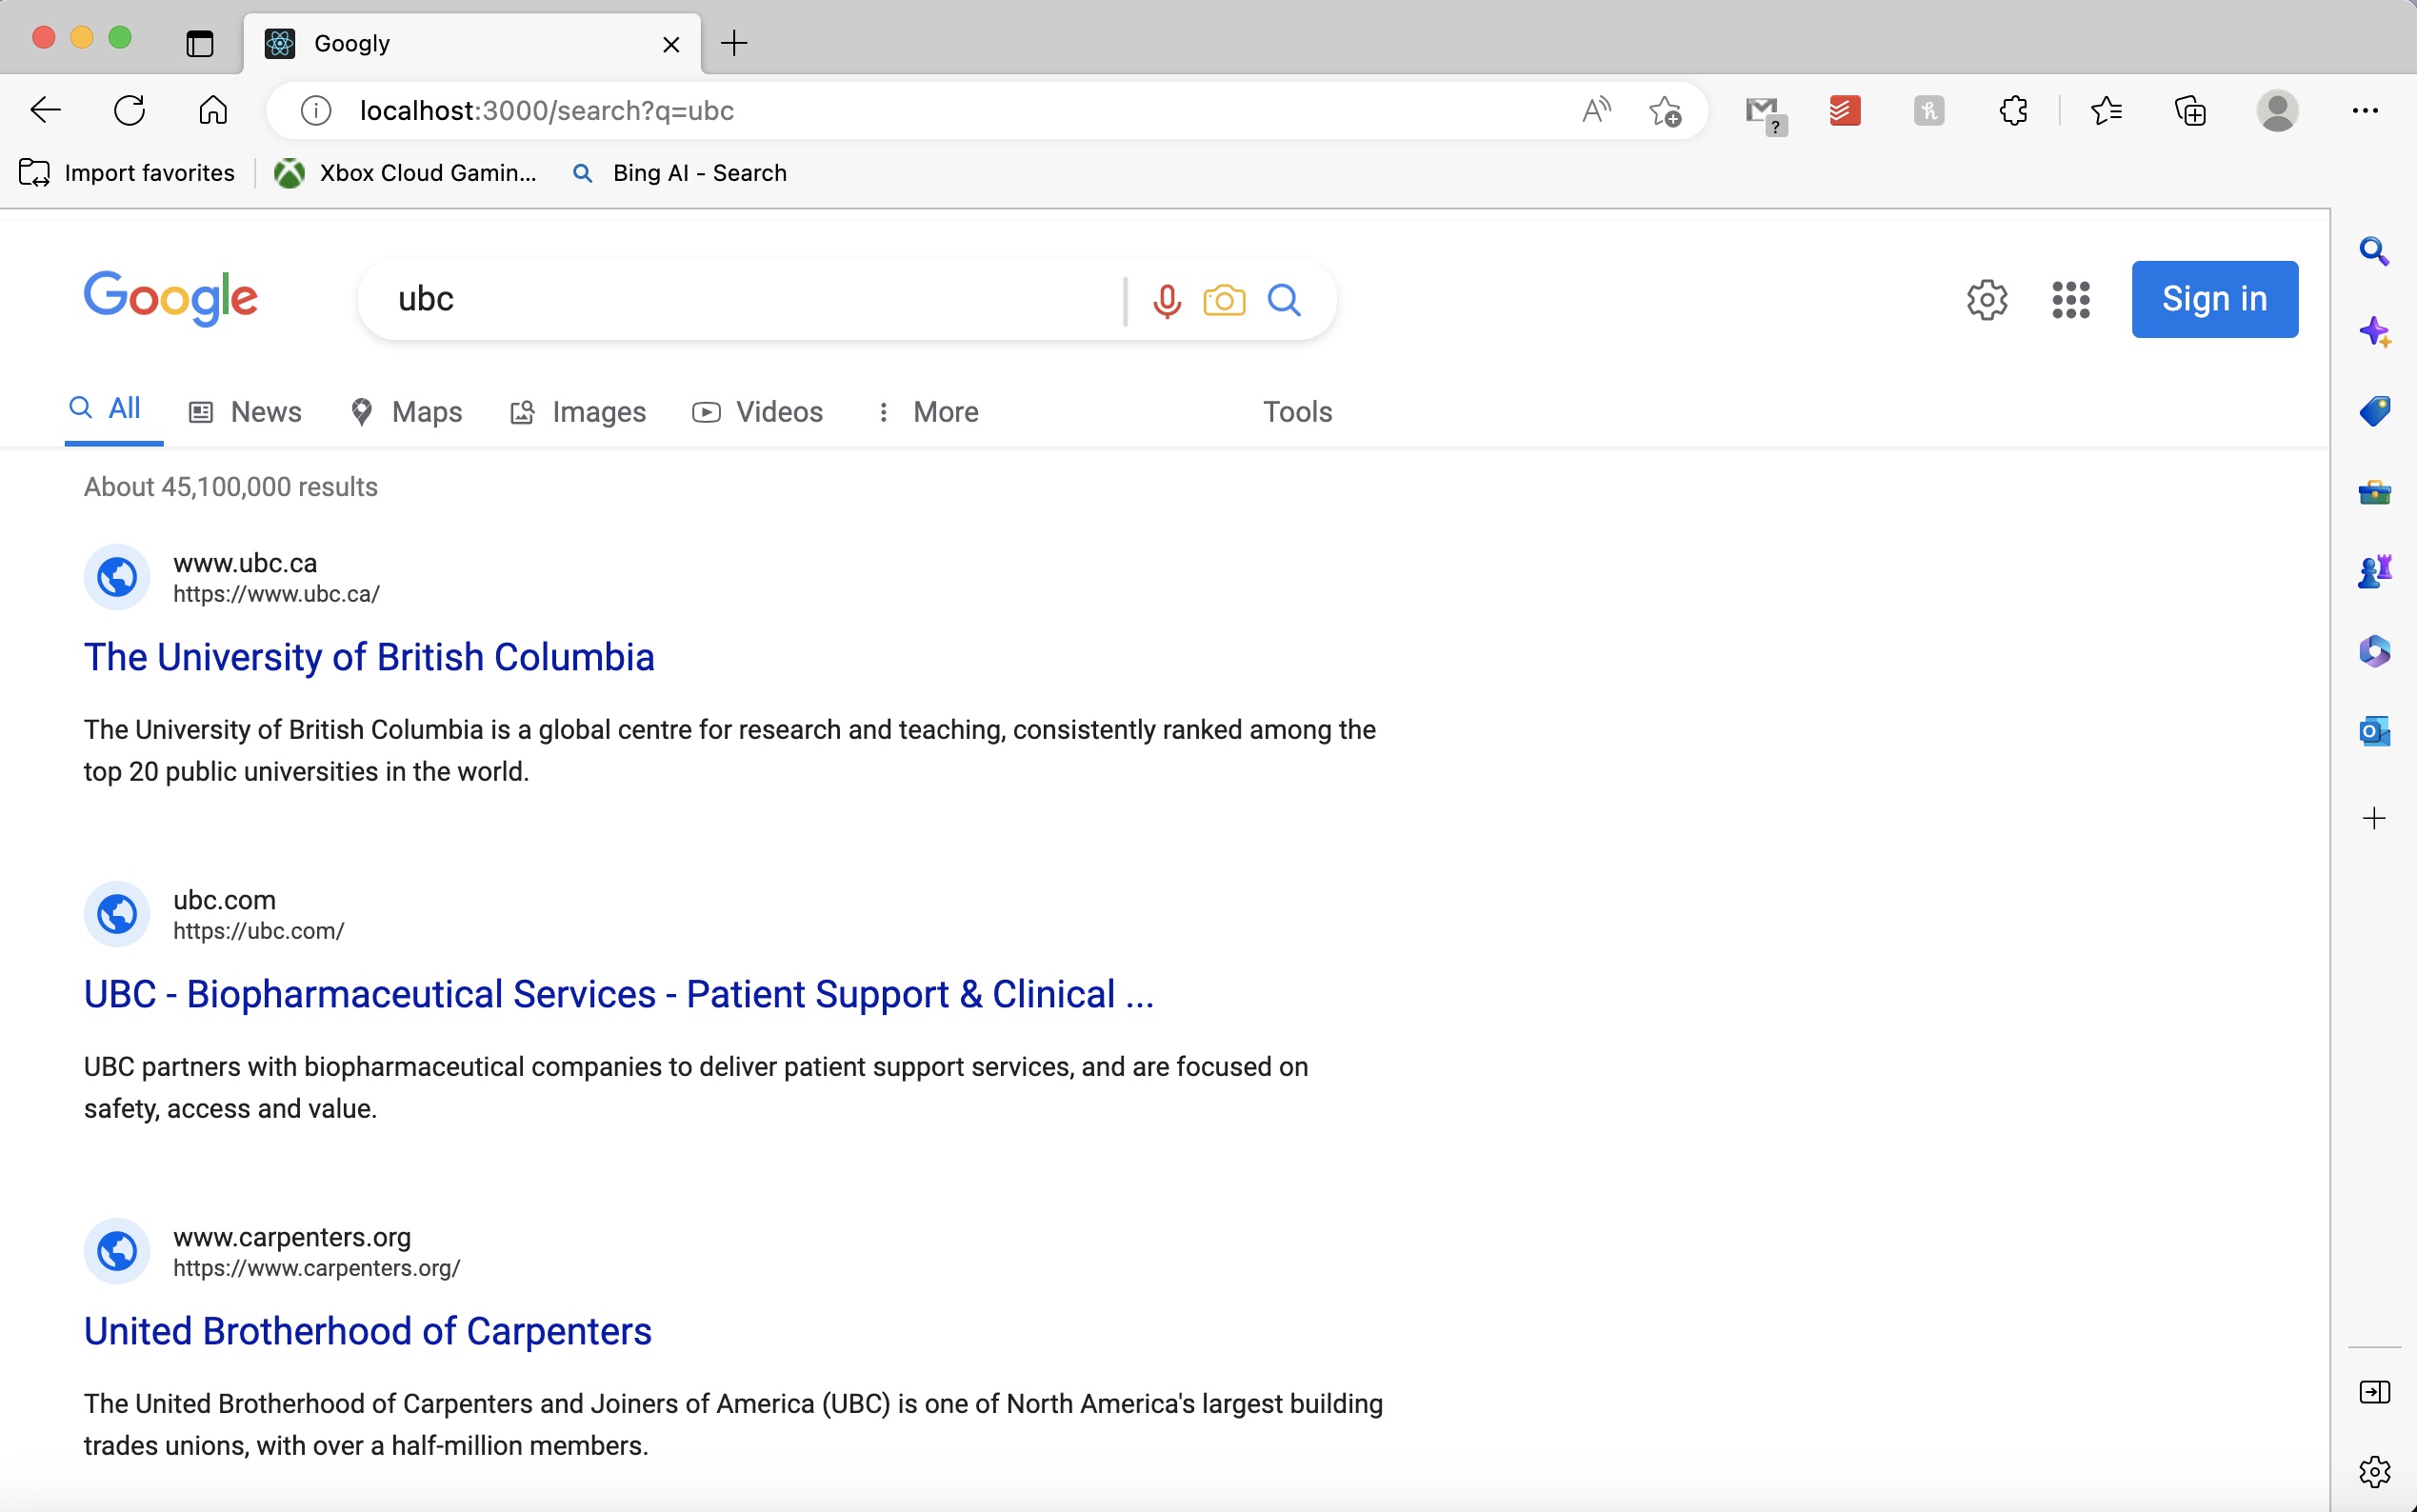 Googly
localhost:3000/search?q=ubc
Import favorites
Xbox Cloud Gamin...
Bing AI - Search
Google
ubc
Sign in
All
News
Maps
Images
Videos
More
Tools
About 45,100,000 results
www.ubc.ca
https://www.ubc.ca/
The University of British Columbia
The University of British Columbia is a global centre for research and teaching, consistently ranked among the
top 20 public universities in the world.
ubc.com
https://ubc.com/
UBC - Biopharmaceutical Services - Patient Support & Clinical ...
UBC partners with biopharmaceutical companies to deliver patient support services, and are focused on
safety, access and value.
www.carpenters.org
https://www.carpenters.org/
United Brotherhood of Carpenters
The United Brotherhood of Carpenters and Joiners of America (UBC) is one of North America's largest building
trades unions, with over a half-million members.